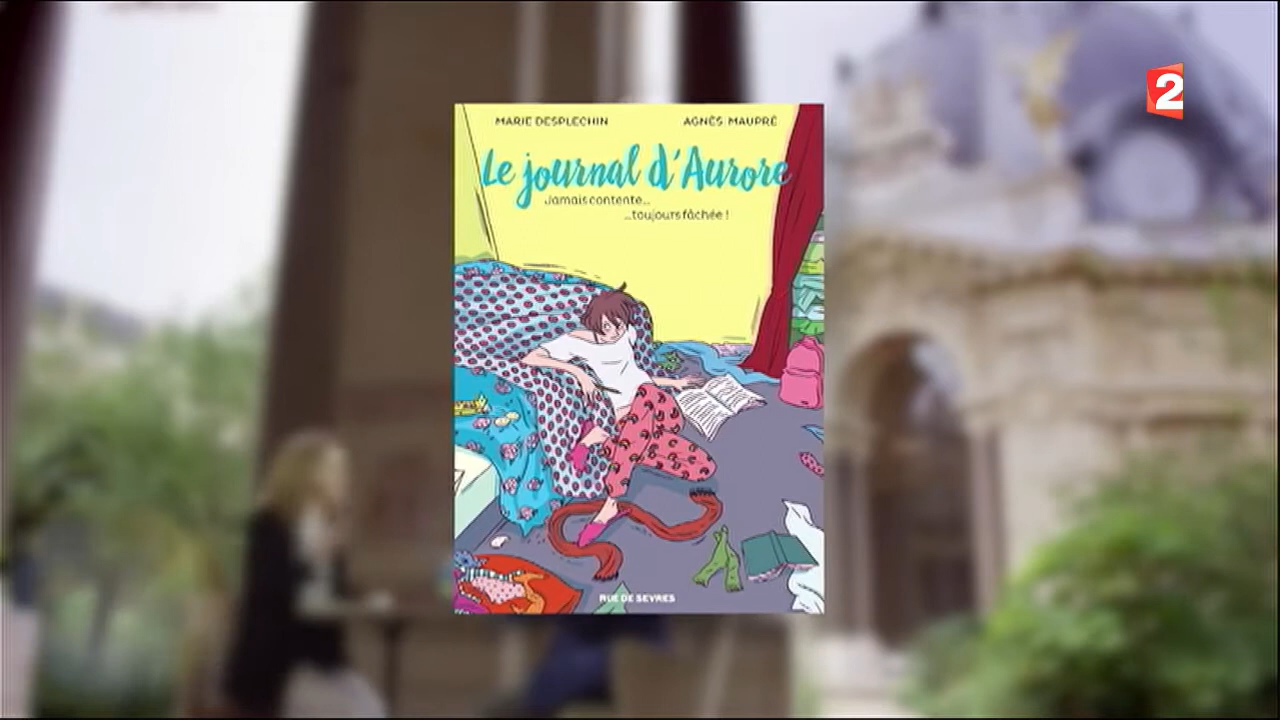 2
MARIE DESPLECHIN AGNÈS MAUPRÉ
Le journal d'Aurore
Jamais contente...
...toujours fâchée !
RUE DE SEVRES